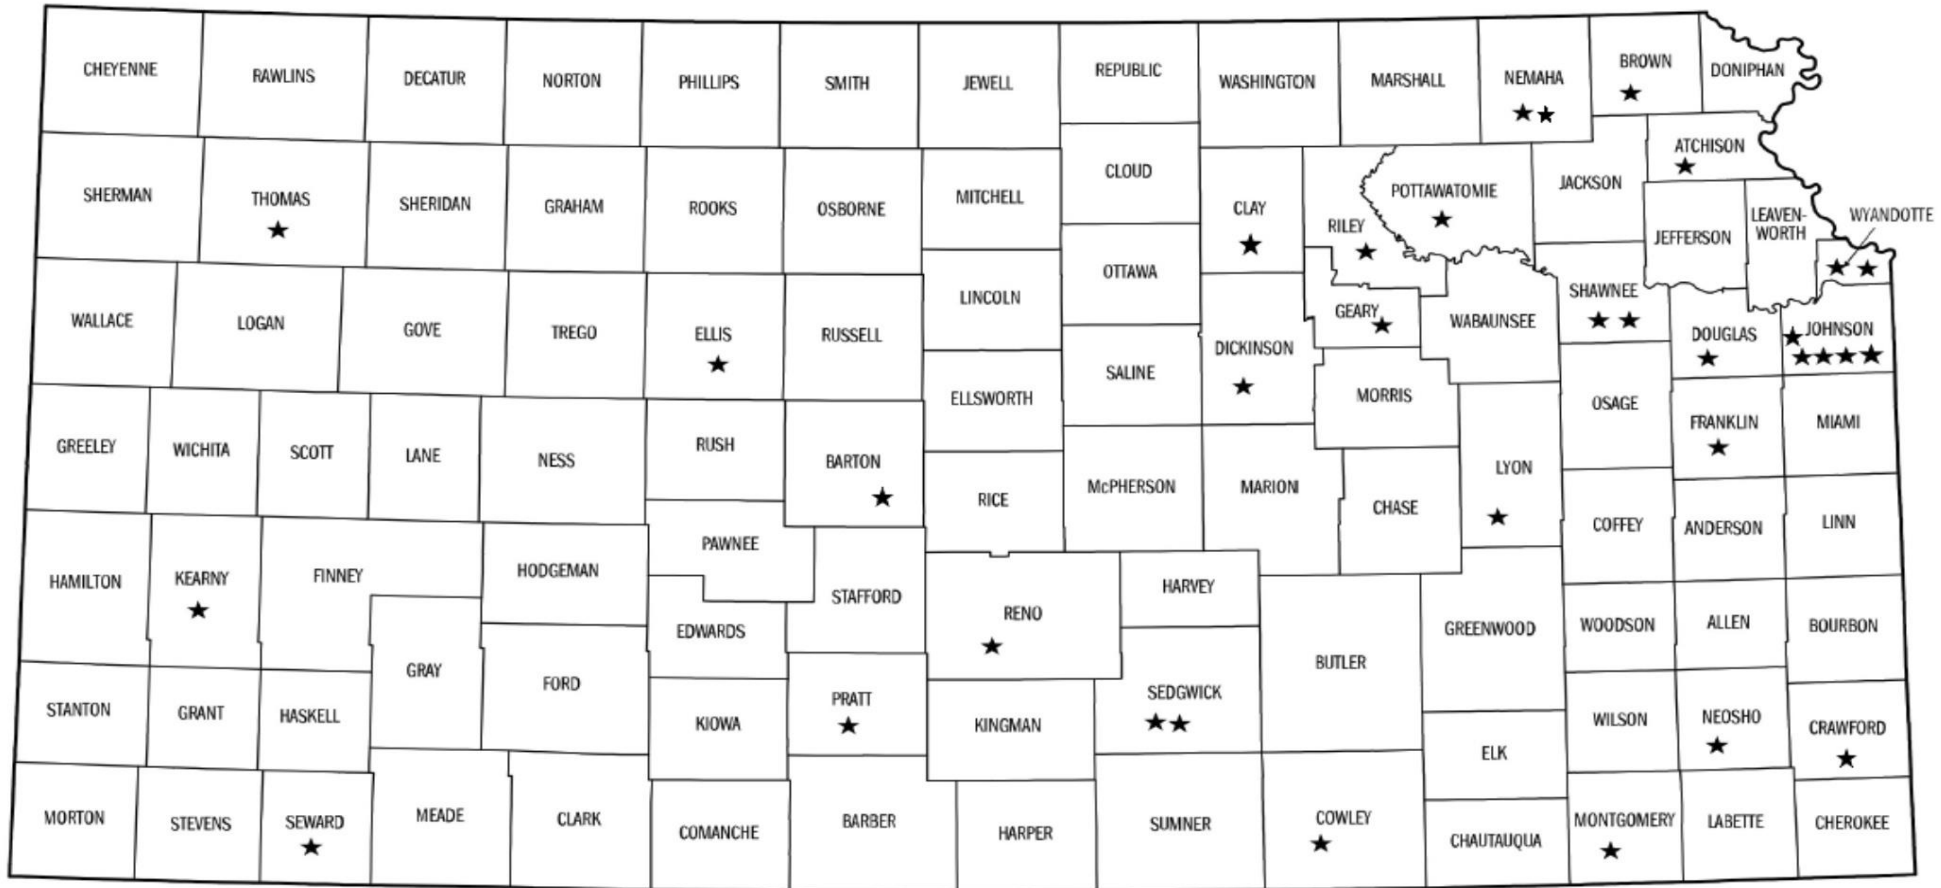 CHEYENNE
RAWLINS
DECATUR
NORTON
PHILLIPS
SMITH
JEWELL
REPUBLIC
WASHINGTON
MARSHALL
NEMAHA
BROWN
DONIPHAN
ATCHISON
SHERMAN
THOMAS
SHERIDAN
GRAHAM
ROOKS
OSBORNE
MITCHELL
CLOUD
CLAY
RILEY
POTTAWATOMIE
JACKSON
JEFFERSON
LEAVEN-
WORTH
WYANDOTTE
WALLACE
LOGAN
GOVE
TREGO
ELLIS
RUSSELL
LINCOLN
OTTAWA
DICKINSON
GEARY
WABAUNSEE
SHAWNEE
DOUGLAS
JOHNSON
ELLSWORTH
SALINE
MORRIS
OSAGE
FRANKLIN
MIAMI
GREELEY
WICHITA
SCOTT
LANE
NESS
RUSH
BARTON
RICE
McPHERSON
MARION
CHASE
LYON
COFFEY
ANDERSON
LINN
HAMILTON
KEARNY
FINNEY
HODGEMAN
PAWNEE
STAFFORD
EDWARDS
RENO
HARVEY
GREENWOOD
WOODSON
ALLEN
BOURBON
GRAY
FORD
BUTLER
STANTON
GRANT
HASKELL
KIOWA
PRATT
KINGMAN
SEDGWICK
ELK
WILSON
NEOSHO
CRAWFORD
MORTON
STEVENS
SEWARD
MEADE
CLARK
COMANCHE
BARBER
HARPER
SUMNER
COWLEY
CHAUTAUQUA
MONTGOMERY
LABETTE
CHEROKEE